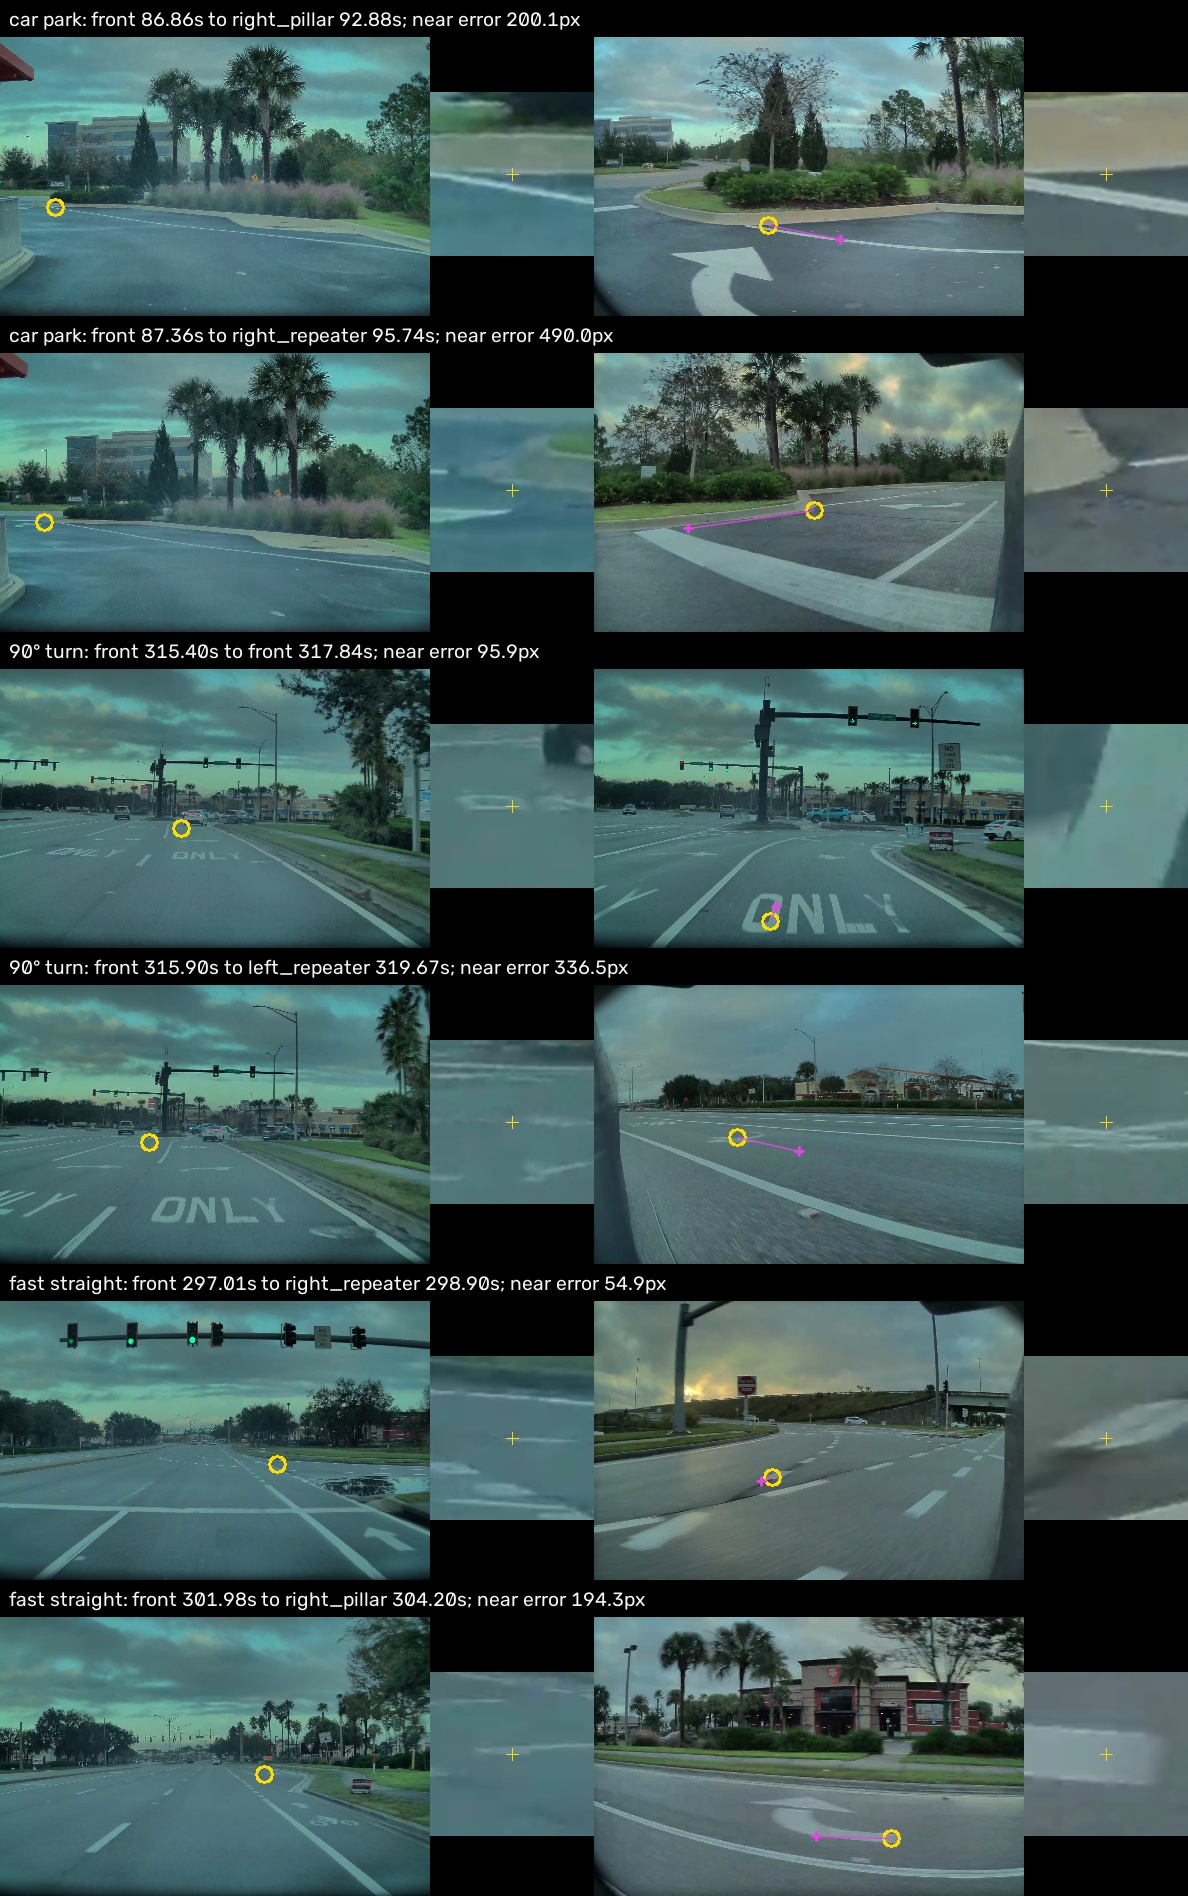 car park: front 86.86s to right_pillar 92.88s; near error 200.1px
car park: front 87.36s to right_repeater 95.74s; near error 490.0px
90° turn: front 315.40s to front 317.84s; near error 95.9px
ONLY
ONLY
NO
ONLY
90° turn: front 315.90s to left_repeater 319.67s; near error 336.5px
ONLY
fast straight: front 297.01s to right_repeater 298.90s; near error 54.9px
fast straight: front 301.98s to right_pillar 304.20s; near error 194.3px